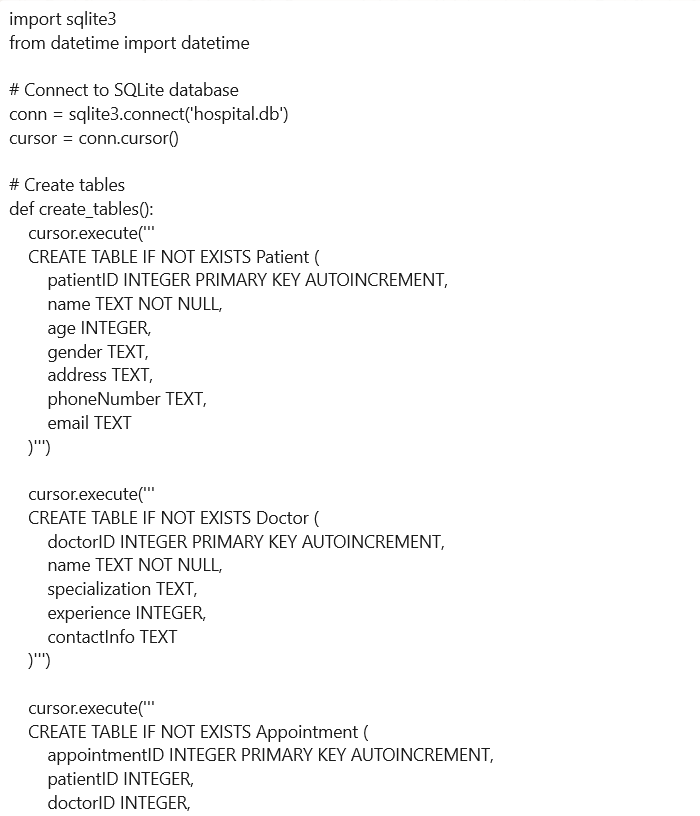 import sqlite3
from datetime import datetime

# Connect to SQLite database
conn = sqlite3.connect('hospital.db')
cursor = conn.cursor()

# Create tables
def create_tables():
    cursor.execute('''
    CREATE TABLE IF NOT EXISTS Patient (
        patientID INTEGER PRIMARY KEY AUTOINCREMENT,
        name TEXT NOT NULL,
        age INTEGER,
        gender TEXT,
        address TEXT,
        phoneNumber TEXT,
        email TEXT
    )''')

    cursor.execute('''
    CREATE TABLE IF NOT EXISTS Doctor (
        doctorID INTEGER PRIMARY KEY AUTOINCREMENT,
        name TEXT NOT NULL,
        specialization TEXT,
        experience INTEGER,
        contactInfo TEXT
    )''')

    cursor.execute('''
    CREATE TABLE IF NOT EXISTS Appointment (
        appointmentID INTEGER PRIMARY KEY AUTOINCREMENT,
        patientID INTEGER,
        doctorID INTEGER,